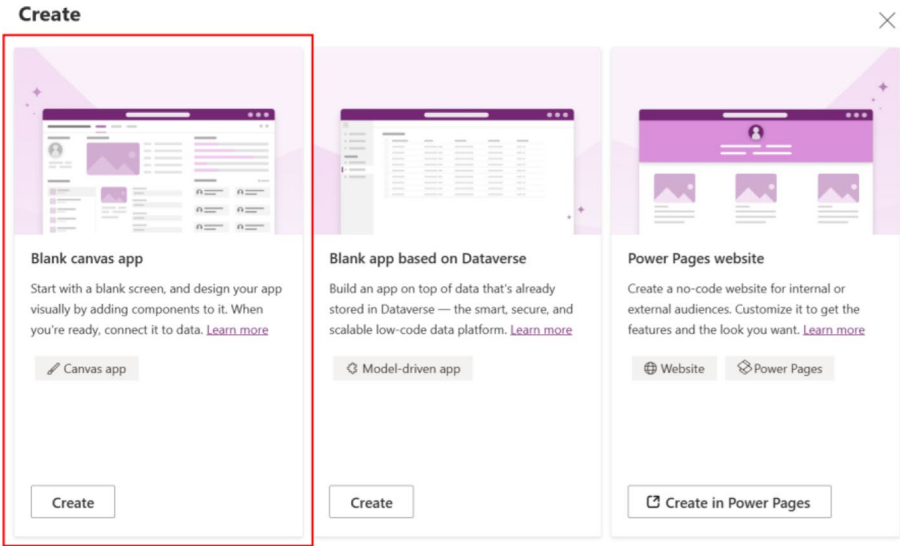 Create
Blank canvas app
Start with a blank screen, and design your app
visually by adding components to it. When
you're ready, connect it to data. Learn more
Canvas app
Create
Blank app based on Dataverse
Build an app on top of data that's already
stored in Dataverse — the smart, secure, and
scalable low-code data platform. Learn more
Model-driven app
Create
Power Pages website
Create a no-code website for internal or
external audiences. Customize it to get the
features and the look you want. Learn more
Website
Power Pages
Create in Power Pages